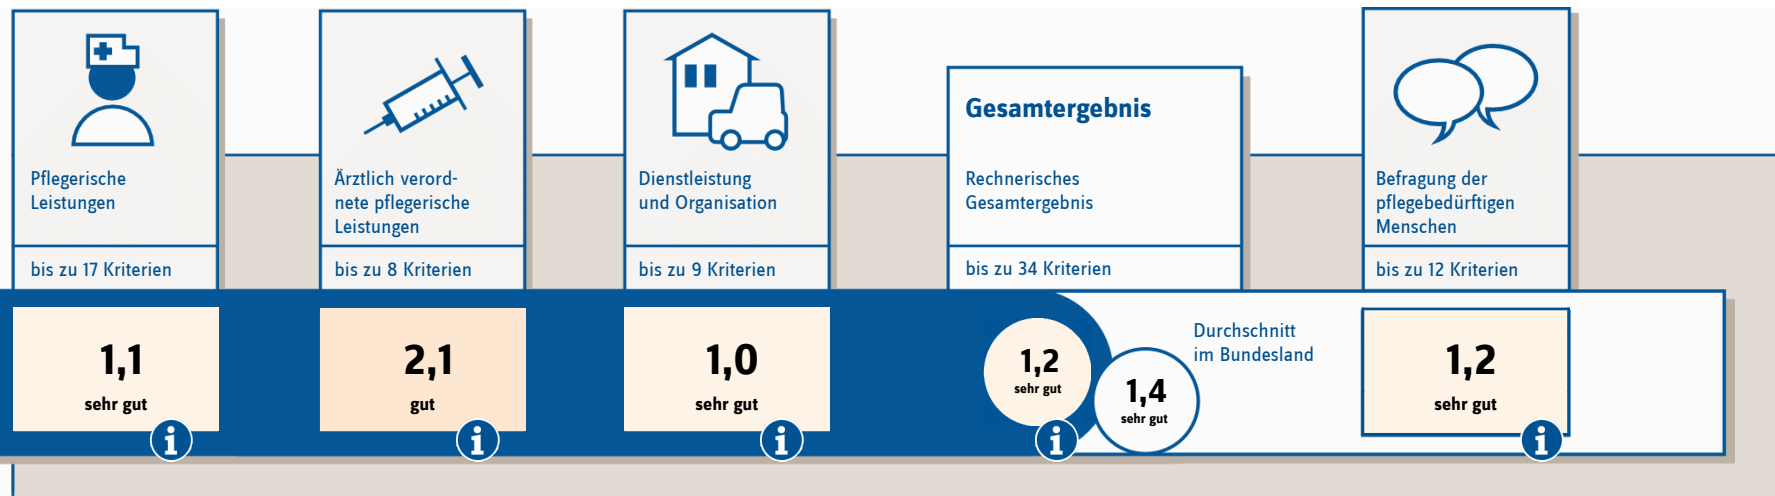 Pflegerische
Leistungen
bis zu 17 Kriterien
1,1
sehr gut
i
Ärztlich verord-
nete pflegerische
Leistungen
bis zu 8 Kriterien
2,1
gut
i
Dienstleistung
und Organisation
bis zu 9 Kriterien
1,0
sehr gut
i
Gesamtergebnis
Rechnerisches
Gesamtergebnis
bis zu 34 Kriterien
1,2
sehr gut
i
1,4
sehr gut
Durchschnitt
im Bundesland
Befragung der
pflegebedürftigen
Menschen
bis zu 12 Kriterien
1,2
sehr gut
i